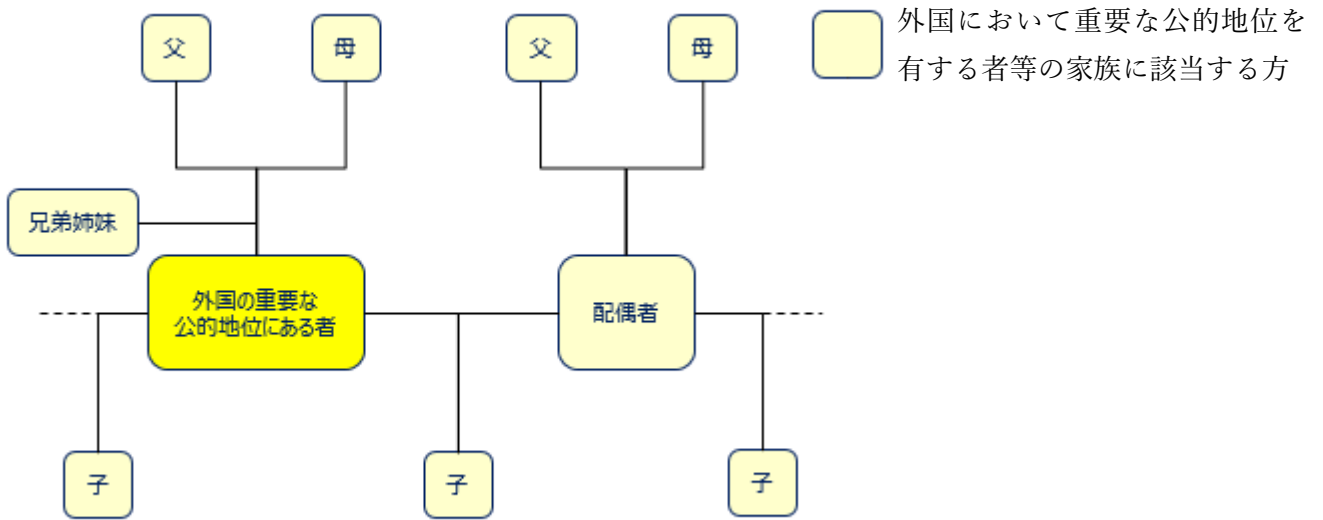 父
母
父
母
外国において重要な公的地位を
有する者等の家族に該当する方
兄弟姉妹
外国の重要な
公的地位にある者
配偶者
子
子
子